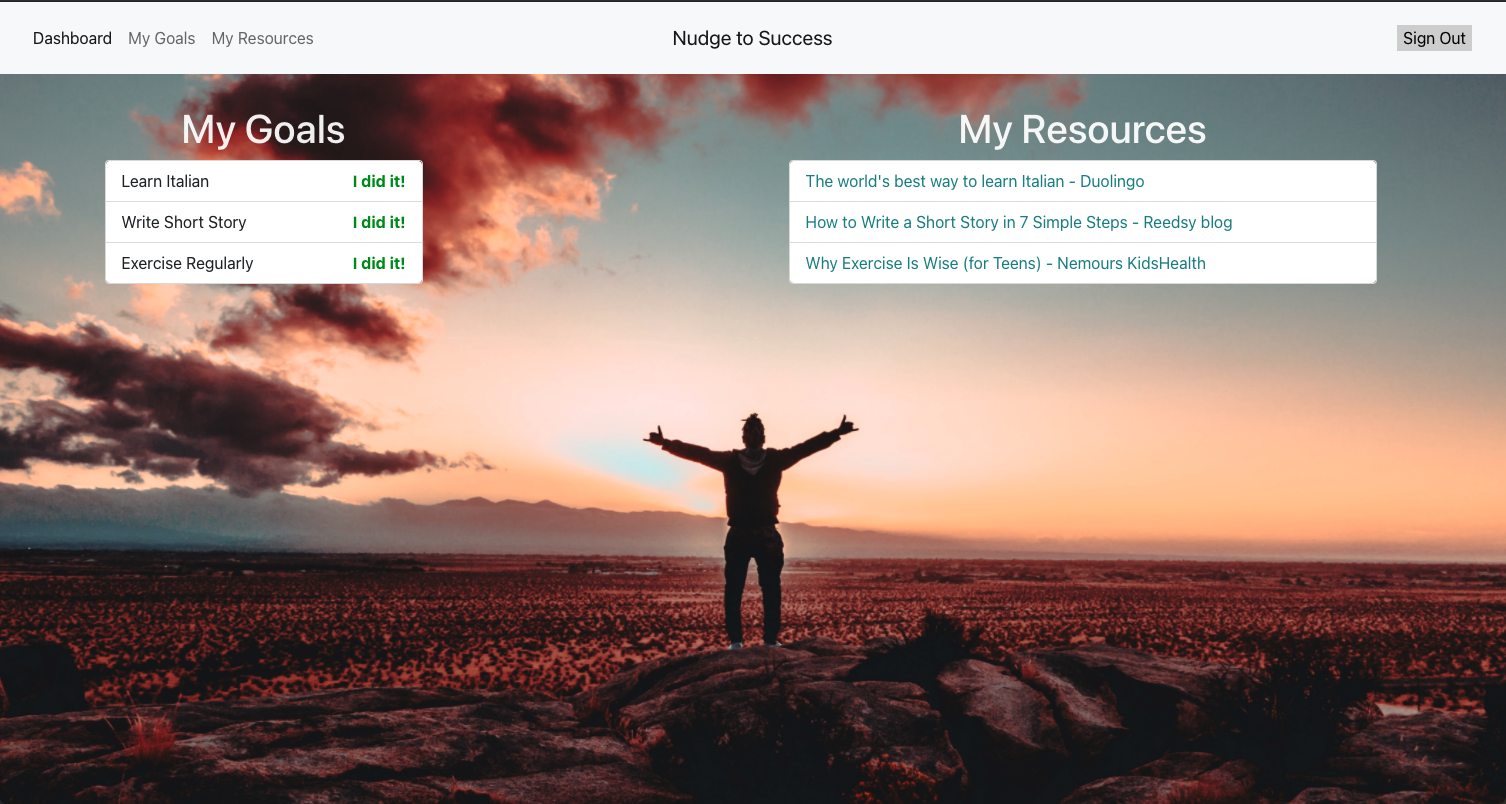 Dashboard My Goals My Resources Nudge to Success Sign Out
My Goals
Learn Italian I did it!
Write Short Story I did it!
Exercise Regularly I did it!
My Resources
The world's best way to learn Italian - Duolingo
How to Write a Short Story in 7 Simple Steps - Reedsy blog
Why Exercise Is Wise (for Teens) - Nemours KidsHealth